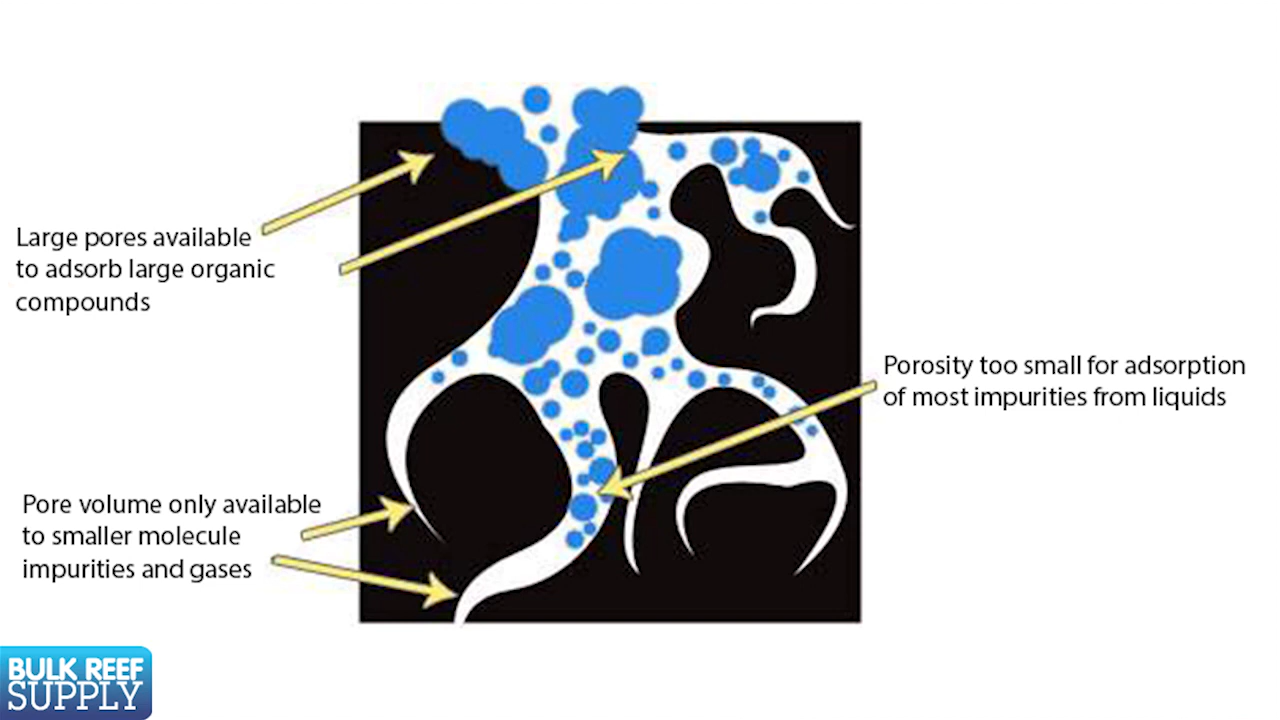 Large pores available
to adsorb large organic
compounds
Porosity too small for adsorption
of most impurities from liquids
Pore volume only available
to smaller molecule
impurities and gases
BULK REEF
SUPPLY